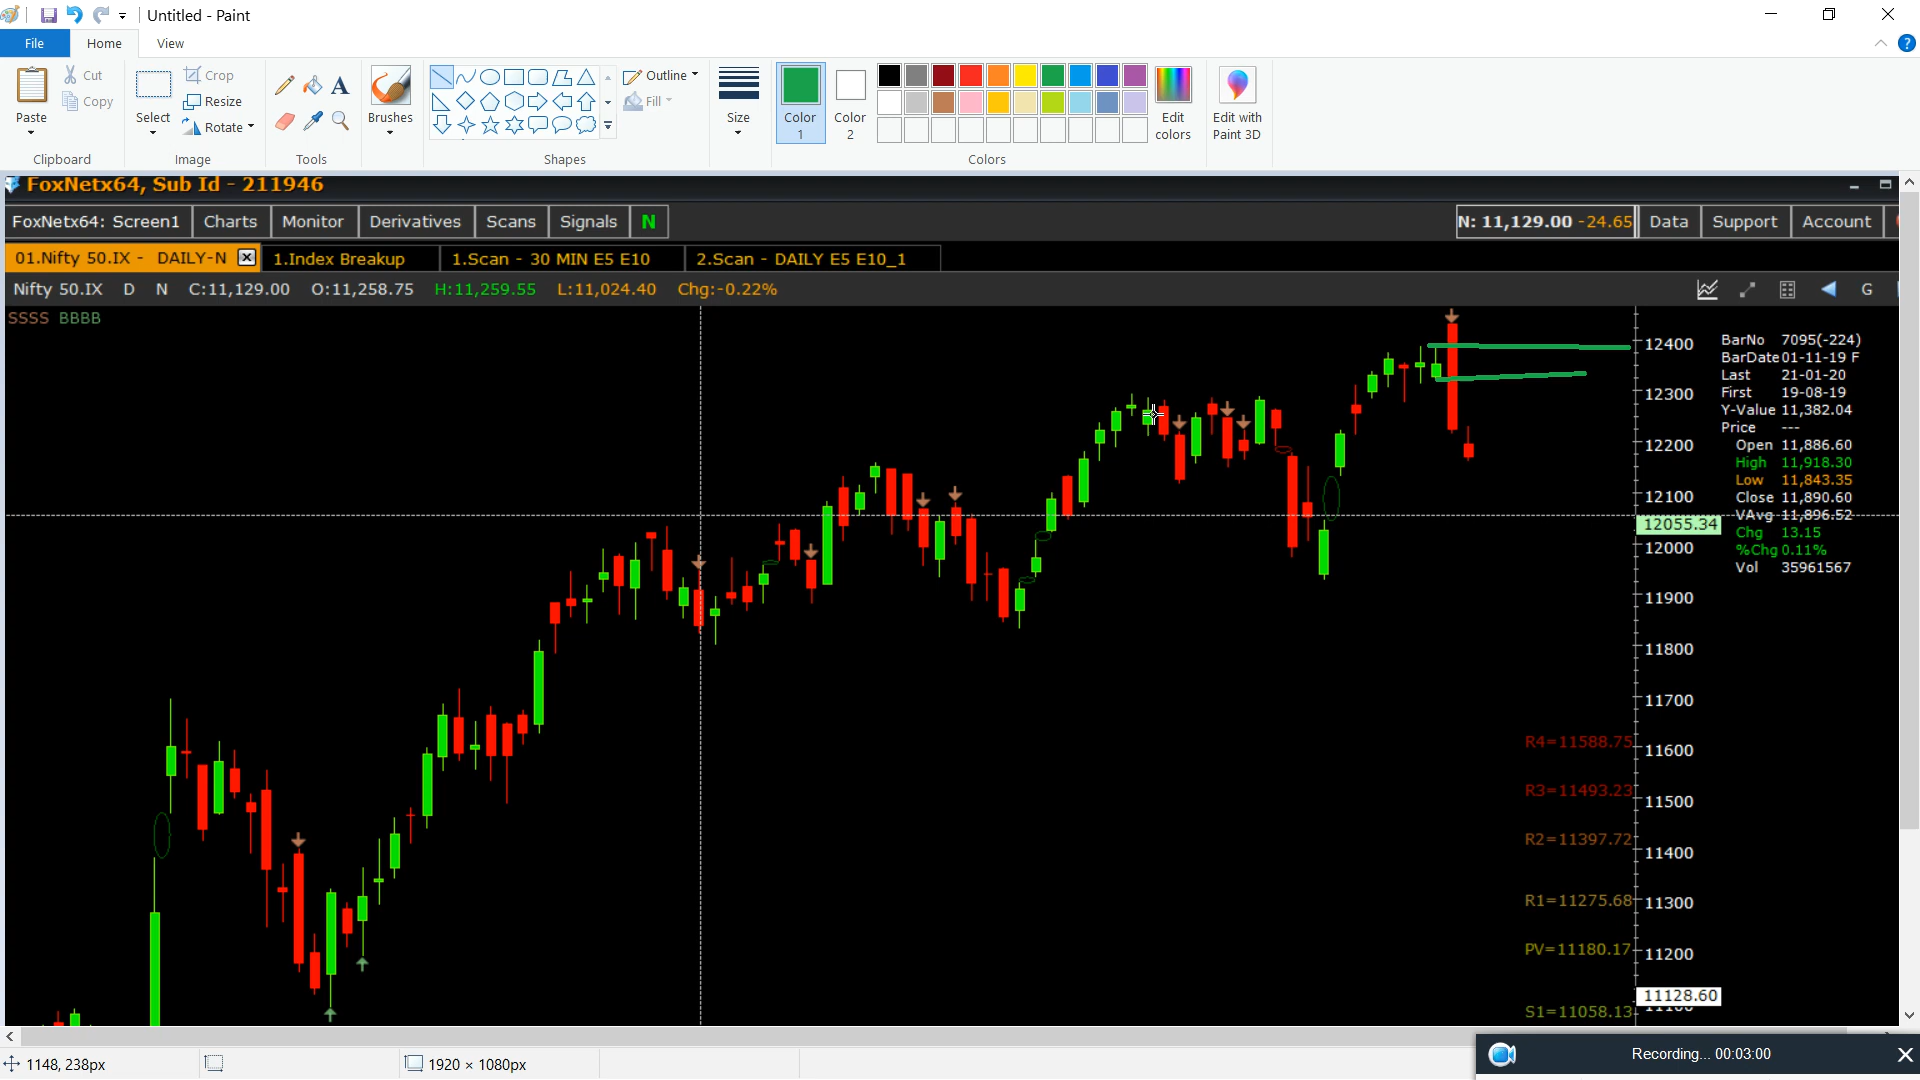 Untitled - Paint
File Home View
Paste
Cut
Copy
Clipboard
Select
Crop
Resize
Rotate
Image
Tools
Brushes
Shapes
Outline
Fill
Size
Color 1
Color 2
Colors
Edit colors
Edit with Paint 3D
FoxNetx64, Sub Id - 211946
FoxNetx64: Screen1 Charts Monitor Derivatives Scans Signals N
N: 11,129.00 -24.65 Data Support Account
01.Nifty 50.IX - DAILY-N 1.Index Breakup 1.Scan - 30 MIN E5 E10 2.Scan - DAILY E5 E10_1
Nifty 50.IX D N C:11,129.00 O:11,258.75 H:11,259.55 L:11,024.40 Chg:-0.22% G
SSSS BBBB
12400
12300
12200
12100
12055.34
12000
11900
11800
11700
11600
11500
11400
11300
11200
11128.60
R4=11588.75
R3=11493.23
R2=11397.72
R1=11275.68
PV=11180.17
S1=11058.13
BarNo 7095(-224)
BarDate 01-11-19 F
Last 21-01-20
First 19-08-19
Y-Value 11,382.04
Price ---
Open 11,886.60
High 11,918.30
Low 11,843.35
Close 11,890.60
VAvg 11,896.52
Chg 13.15
%Chg 0.11%
Vol 35961567
1148, 238px
1920 × 1080px
Recording... 00:03:00